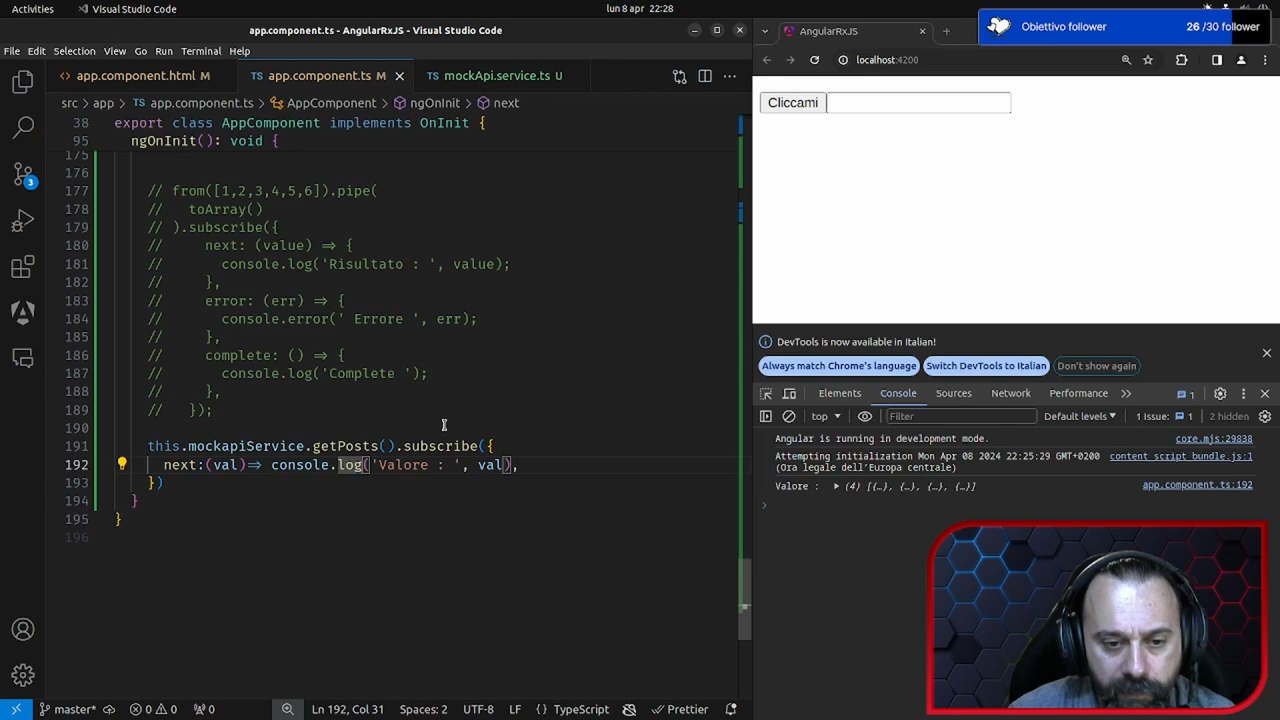 Activities
Visual Studio Code
lun 8 apr 22:28
app.component.ts - AngularRxJS - Visual Studio Code
File Edit Selection View Go Run Terminal Help
app.component.html M
app.component.ts M
mockApi.service.ts U
src > app > app.component.ts > AppComponent > ngOnInit > next
38 export class AppComponent implements OnInit {
95 ngOnInit(): void {
175
176
177 // from([1,2,3,4,5,6]).pipe(
178 // toArray()
179 // ).subscribe({
180 // next: (value) => {
181 // console.log('Risultato : ', value);
182 // },
183 // error: (err) => {
184 // console.error(' Errore ', err);
185 // },
186 // complete: () => {
187 // console.log('Complete ');
188 // },
189 // });
190
191 this.mockapiService.getPosts().subscribe({
192 next:(val)=> console.log('Valore : ', val),
193 })
194 }
195 }
196
3
master*
0 0
0
Ln 192, Col 31
Spaces: 2
UTF-8
LF
{} TypeScript
Prettier
AngularRxJS
Obiettivo follower
26 /30 follower
localhost:4200
Cliccami
DevTools is now available in Italian!
Always match Chrome's language
Switch DevTools to Italian
Don't show again
Elements Console Sources Network Performance
1
top
Filter
Default levels
1 Issue: 1
2 hidden
Angular is running in development mode. core.mjs:29838
Attempting initialization Mon Apr 08 2024 22:25:29 GMT+0200 content script bundle.js:1
(Ora legale dell'Europa centrale)
Valore : (4) [{…}, {…}, {…}, {…}] app.component.ts:192